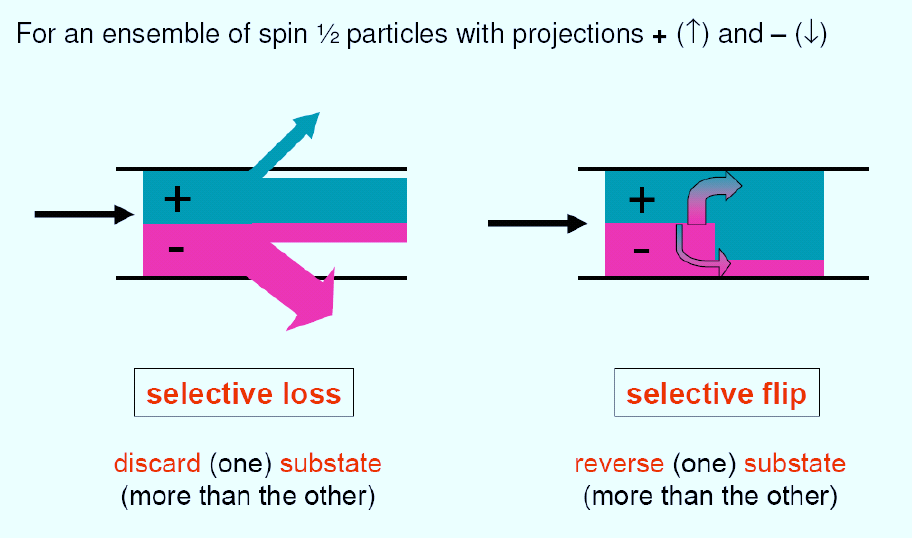 For an ensemble of spin ½ particles with projections + (↑) and – (↓)
+
-
+
-
selective loss
selective flip
discard (one) substate
(more than the other)
reverse (one) substate
(more than the other)